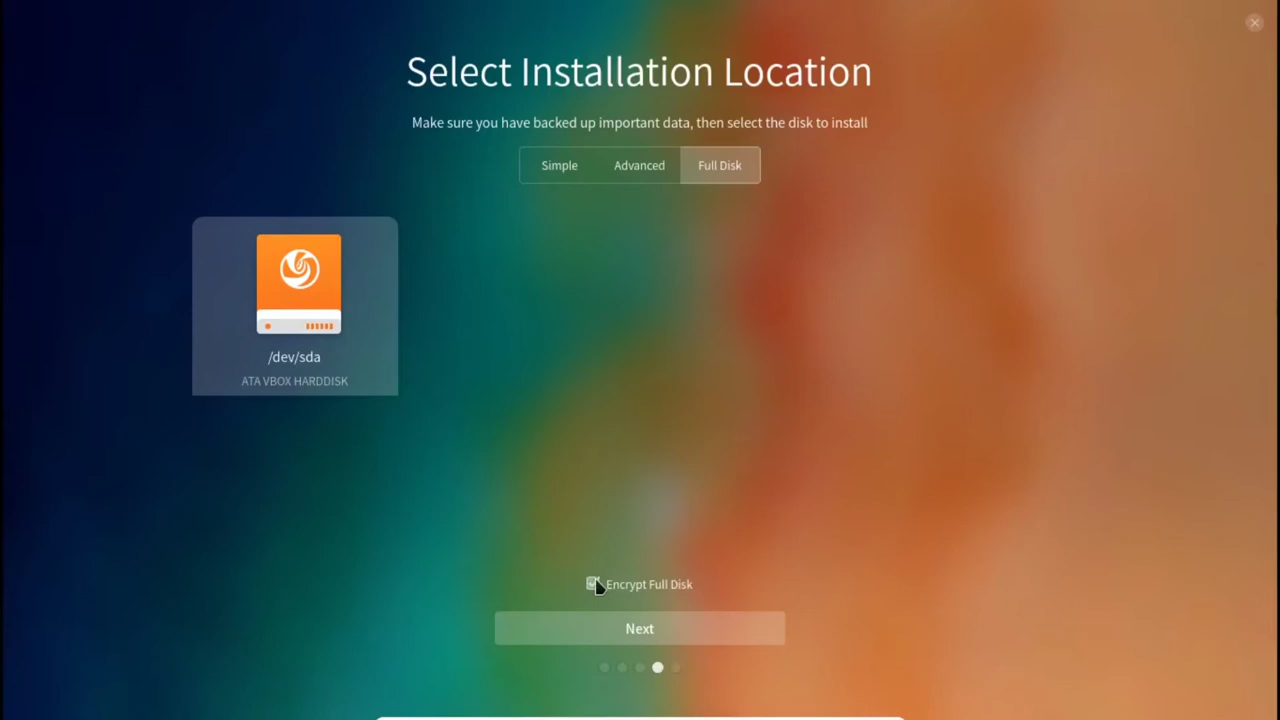 Select Installation Location
Make sure you have backed up important data, then select the disk to install
Simple Advanced Full Disk
/dev/sda
ATA VBOX HARDDISK
Encrypt Full Disk
Next